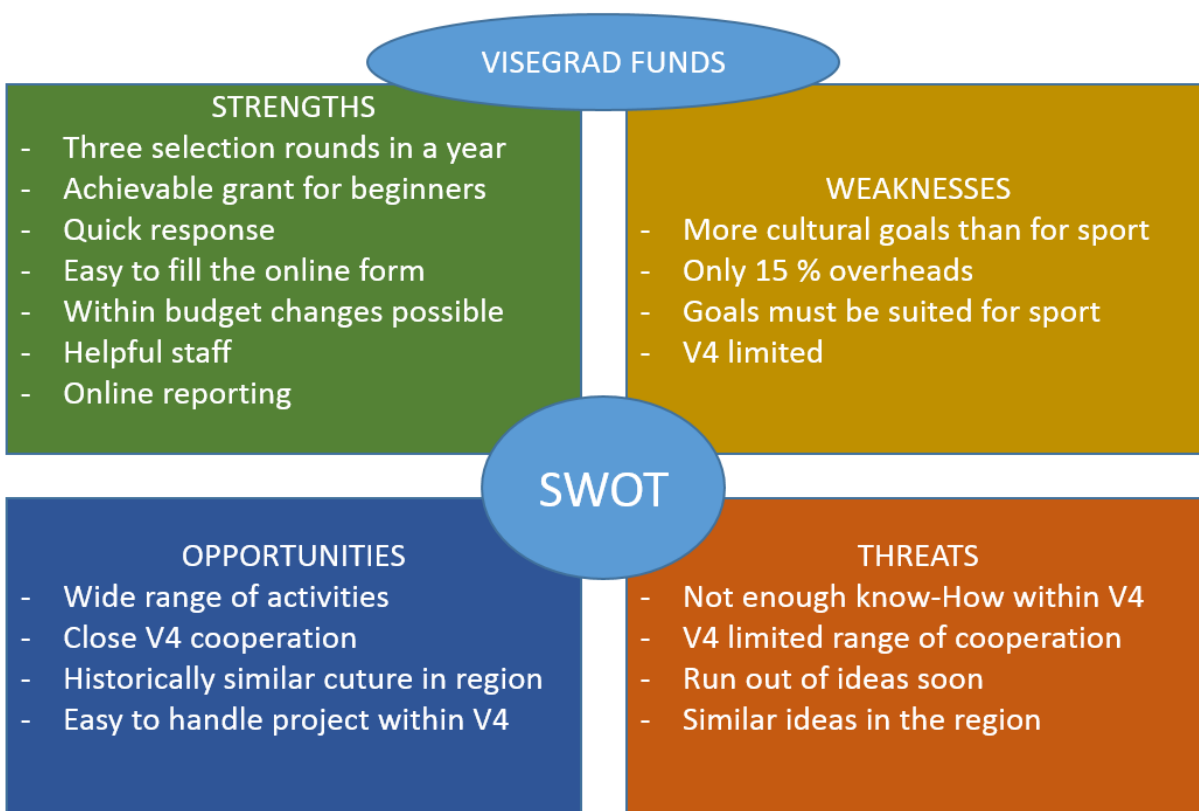 VISEGRAD FUNDS
STRENGTHS
- Three selection rounds in a year
- Achievable grant for beginners
- Quick response
- Easy to fill the online form
- Within budget changes possible
- Helpful staff
- Online reporting
WEAKNESSES
- More cultural goals than for sport
- Only 15 % overheads
- Goals must be suited for sport
- V4 limited
SWOT
OPPORTUNITIES
- Wide range of activities
- Close V4 cooperation
- Historically similar cuture in region
- Easy to handle project within V4
THREATS
- Not enough know-How within V4
- V4 limited range of cooperation
- Run out of ideas soon
- Similar ideas in the region